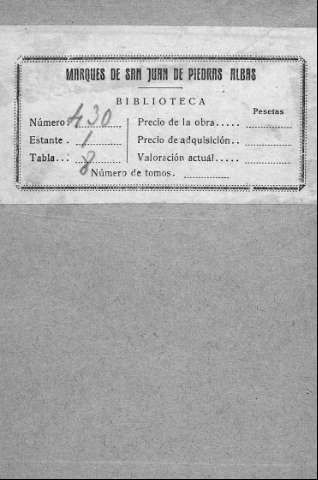 MARQUES DE SAN JUAN DE PIEDRAS ALBAS
BIBLIOTECA
Pesetas
Número 430 Precio de la obra.....
Estante. 1 Precio de adquisición..
Tabla... 8 Valoración actual.....
Número de tomos.